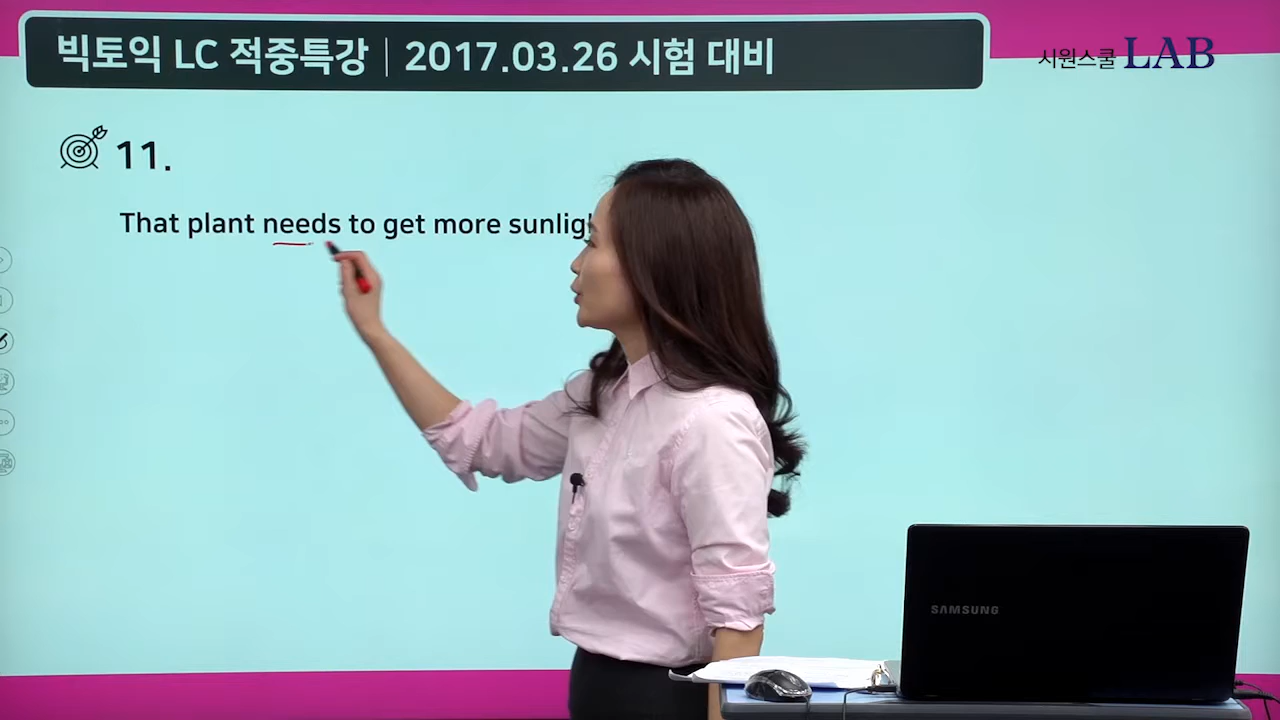 빅토익 LC 적중특강 | 2017.03.26 시험 대비
시원스쿨 LAB
11.
That plant needs to get more
SAMSUNG